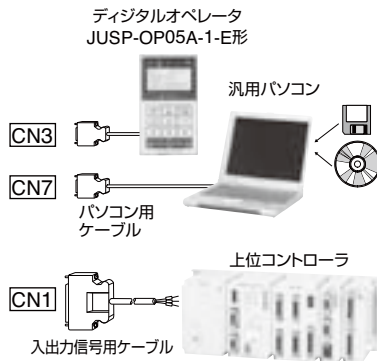 ディジタルオペレータ
JUSP-OP05A-1-E形
汎用パソコン
CN3
CN7
パソコン用
ケーブル
上位コントローラ
CN1
入出力信号用ケーブル